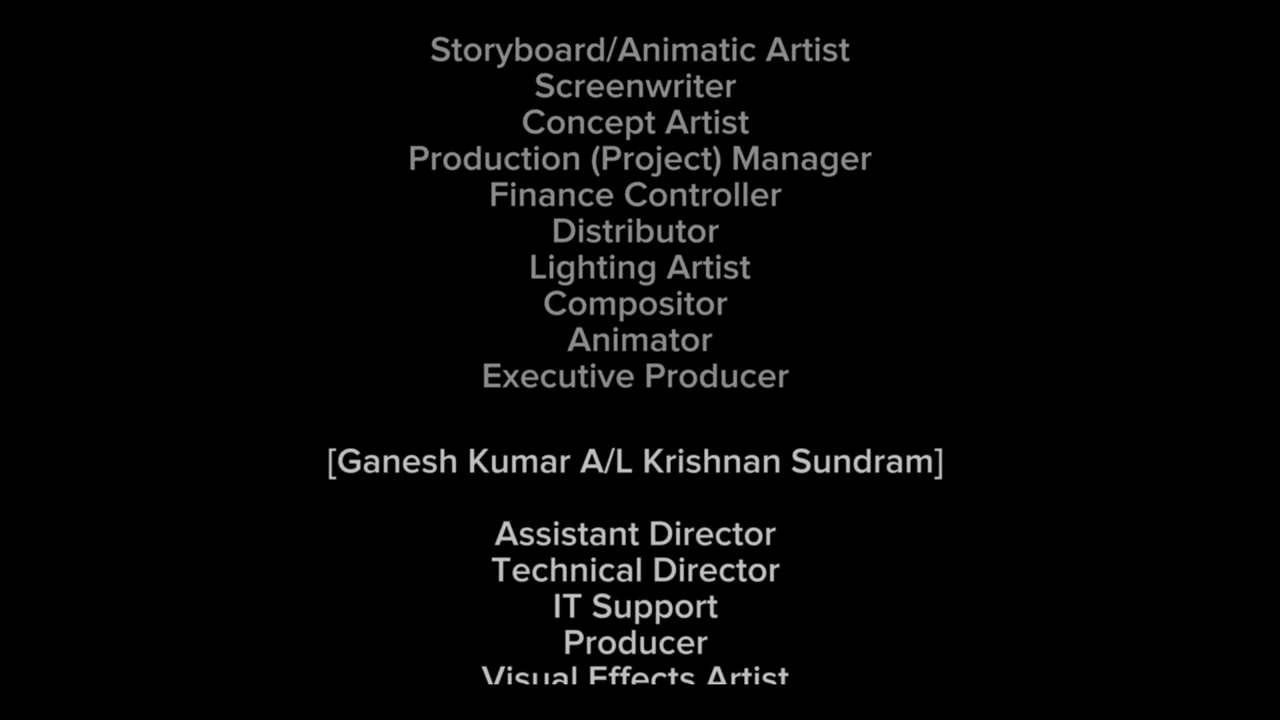 Storyboard/Animatic Artist
Screenwriter
Concept Artist
Production (Project) Manager
Finance Controller
Distributor
Lighting Artist
Compositor
Animator
Executive Producer
[Ganesh Kumar A/L Krishnan Sundram]
Assistant Director
Technical Director
IT Support
Producer
Visual Effects Artist